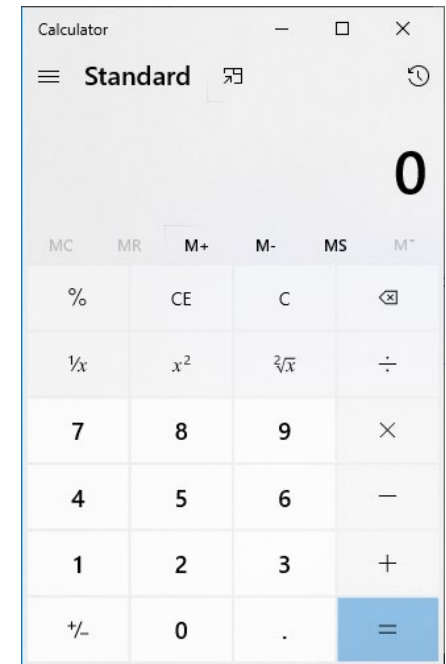 Calculator
Standard
0
MC MR M+ M- MS M˅
% CE C
¹/x x² ²√x ÷
7 8 9 ×
4 5 6 −
1 2 3 +
+/− 0 . =